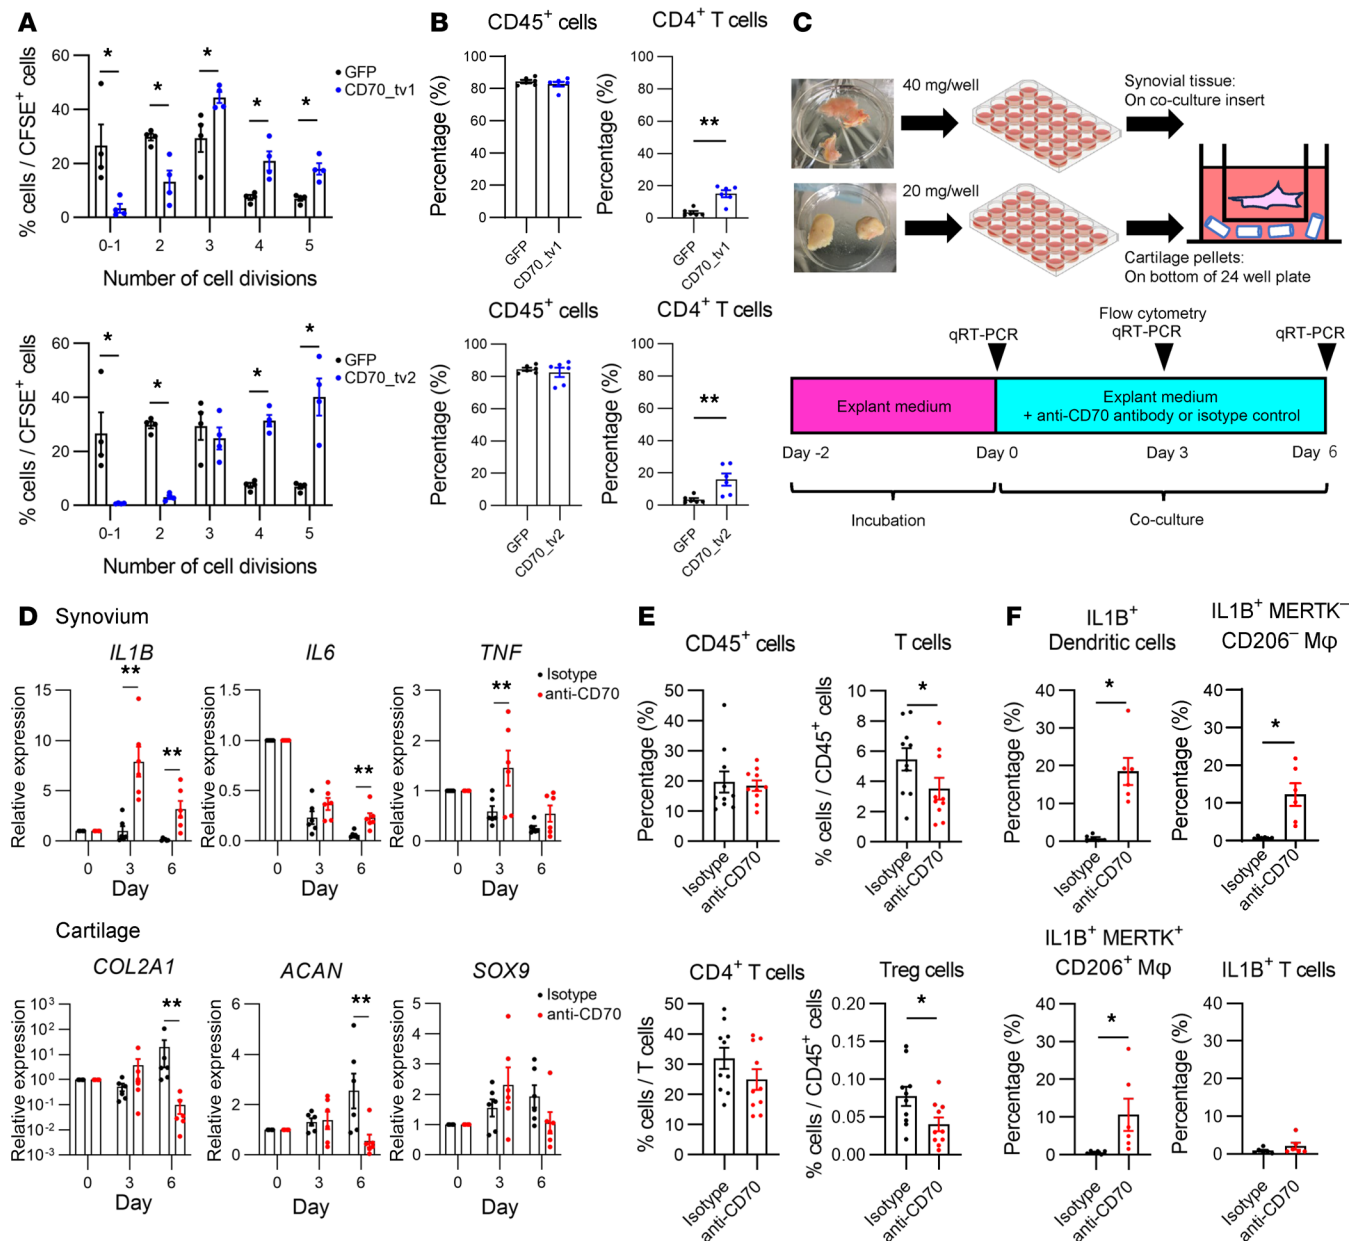 A
% cells / CFSE+ cells
60
40
20
0
* * * * *
GFP
CD70_tv1
0-1 2 3 4 5
Number of cell divisions
% cells / CFSE+ cells
60
40
20
0
* * * *
GFP
CD70_tv2
0-1 2 3 4 5
Number of cell divisions
B
CD45+ cells
Percentage (%)
100
80
60
40
20
0
GFP
CD70_tv1
CD4+ T cells
Percentage (%)
100
80
60
40
20
0
**
GFP
CD70_tv1
CD45+ cells
Percentage (%)
100
80
60
40
20
0
GFP
CD70_tv2
CD4+ T cells
Percentage (%)
100
80
60
40
20
0
**
GFP
CD70_tv2
C
40 mg/well
Synovial tissue:
On co-culture insert
20 mg/well
Cartilage pellets:
On bottom of 24 well plate
qRT-PCR
Flow cytometry
qRT-PCR
qRT-PCR
Explant medium
Explant medium
+ anti-CD70 antibody or isotype control
Day -2
Day 0
Day 3
Day 6
Incubation
Co-culture
D
Synovium
IL1B
Relative expression
15
10
5
0
** **
0 3 6
Day
IL6
Relative expression
1.5
1.0
0.5
0.0
**
0 3 6
Day
TNF
Relative expression
3
2
1
0
**
Isotype
anti-CD70
0 3 6
Day
Cartilage
COL2A1
Relative expression
10³
10²
10¹
10⁰
10⁻¹
10⁻²
10⁻³
**
0 3 6
Day
ACAN
Relative expression
6
4
2
0
**
0 3 6
Day
SOX9
Relative expression
5
4
3
2
1
0
Isotype
anti-CD70
0 3 6
Day
E
CD45+ cells
Percentage (%)
50
40
30
20
10
0
Isotype
anti-CD70
T cells
% cells / CD45+ cells
10
8
6
4
2
0
*
Isotype
anti-CD70
CD4+ T cells
% cells / T cells
50
40
30
20
10
0
Isotype
anti-CD70
Treg cells
% cells / CD45+ cells
0.20
0.15
0.10
0.05
0.00
*
Isotype
anti-CD70
F
IL1B+
Dendritic cells
Percentage (%)
40
30
20
10
0
*
Isotype
anti-CD70
IL1B+ MERTK−
CD206− Mφ
Percentage (%)
40
30
20
10
0
*
Isotype
anti-CD70
IL1B+ MERTK+
CD206+ Mφ
Percentage (%)
40
30
20
10
0
*
Isotype
anti-CD70
IL1B+ T cells
Percentage (%)
40
30
20
10
0
Isotype
anti-CD70